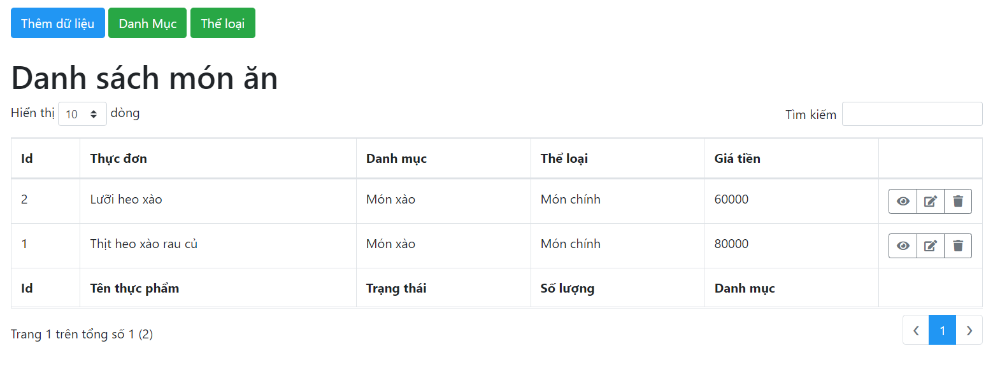 Thêm dữ liệu Danh Mục Thể loại
Danh sách món ăn
Hiển thị 10 dòng Tìm kiếm
Id Thực đơn Danh mục Thể loại Giá tiền
2 Lưỡi heo xào Món xào Món chính 60000
1 Thịt heo xào rau củ Món xào Món chính 80000
Id Tên thực phẩm Trạng thái Số lượng Danh mục
Trang 1 trên tổng số 1 (2) ‹ 1 ›